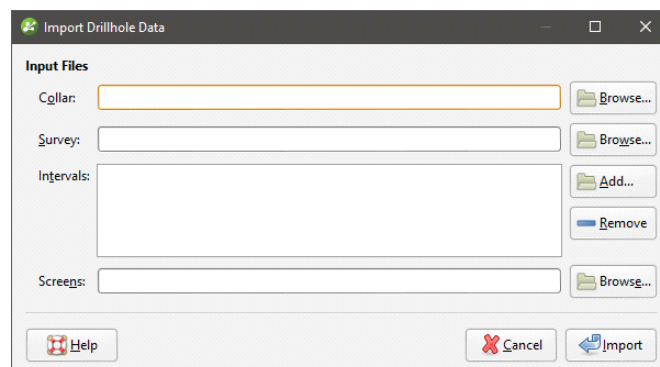 Import Drillhole Data
Input Files
Collar:
Browse...
Survey:
Browse...
Intervals:
Add...
Remove
Screens:
Browse...
Help
Cancel
Import